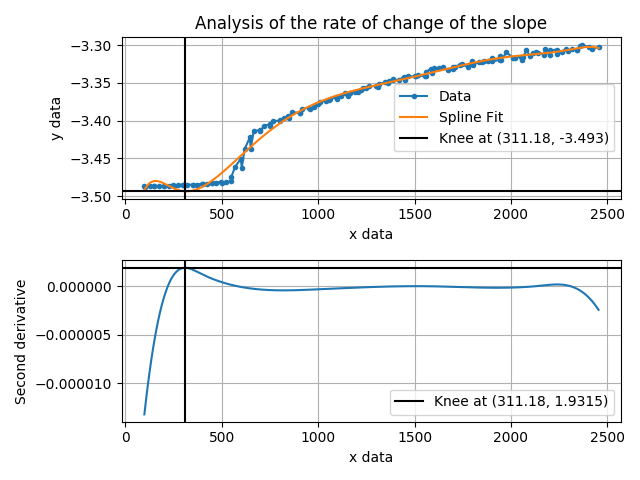 Analysis of the rate of change of the slope
−3.30
−3.35
−3.40
−3.45
−3.50
y data
Data
Spline Fit
Knee at (311.18, -3.493)
0
500
1000
1500
2000
2500
x data
0.000000
−0.000005
−0.000010
Second derivative
Knee at (311.18, 1.9315)
0
500
1000
1500
2000
2500
x data